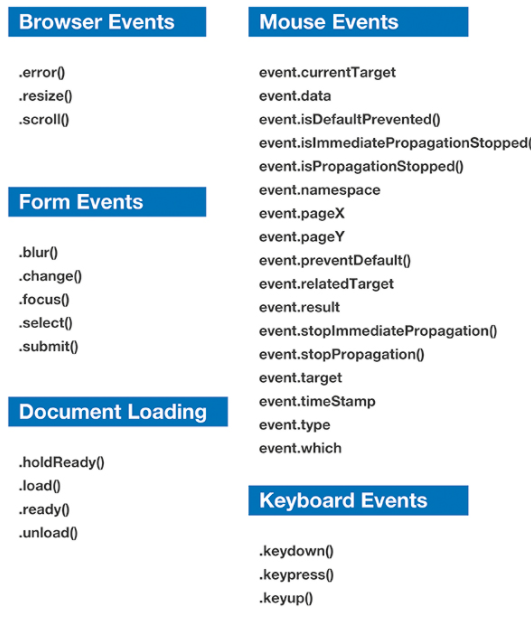 Browser Events
.error()
.resize()
.scroll()
Form Events
.blur()
.change()
.focus()
.select()
.submit()
Document Loading
.holdReady()
.load()
.ready()
.unload()
Mouse Events
event.currentTarget
event.data
event.isDefaultPrevented()
event.isImmediatePropagationStopped(
event.isPropagationStopped()
event.namespace
event.pageX
event.pageY
event.preventDefault()
event.relatedTarget
event.result
event.stopImmediatePropagation()
event.stopPropagation()
event.target
event.timeStamp
event.type
event.which
Keyboard Events
.keydown()
.keypress()
.keyup()